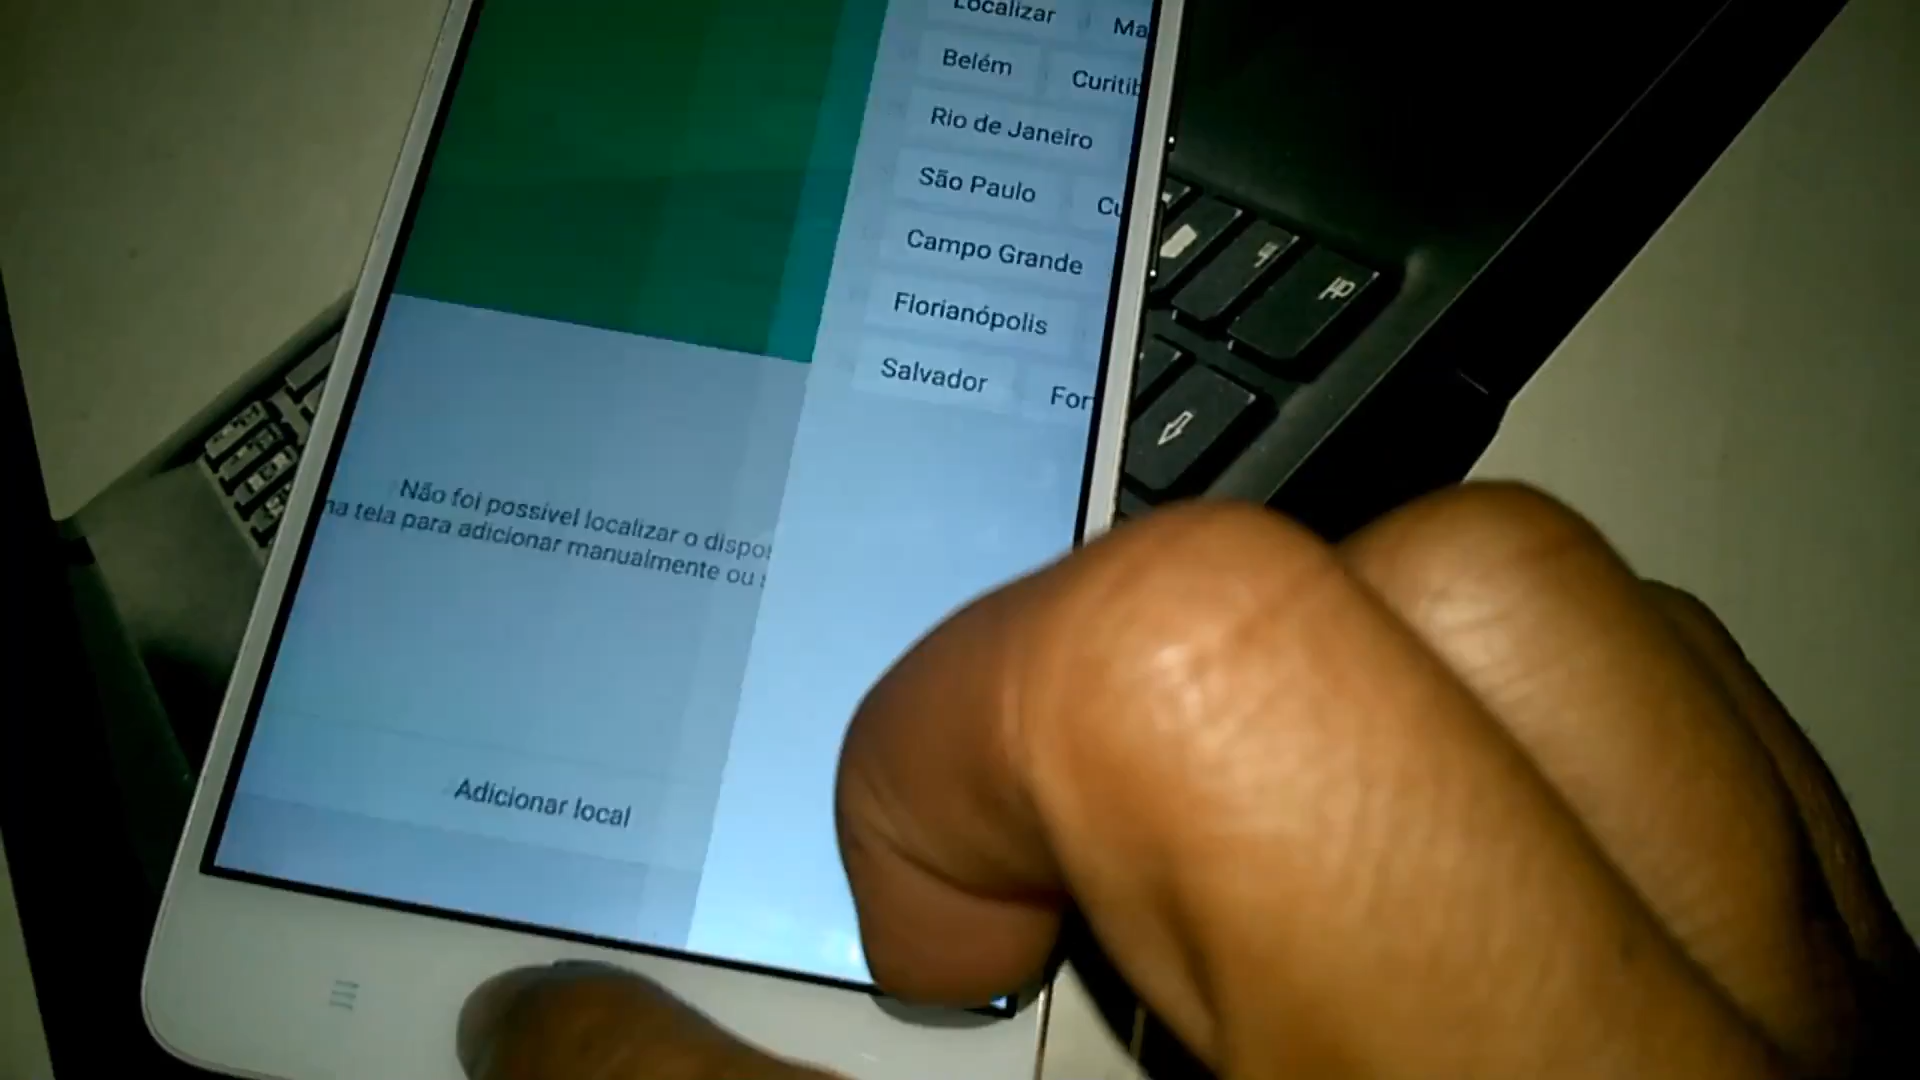 Localizar
Belém
Rio de Janeiro
São Paulo
Campo Grande
Florianópolis
Salvador
Não foi possível localizar o
tela para adicionar manualmente ou
Adicionar local